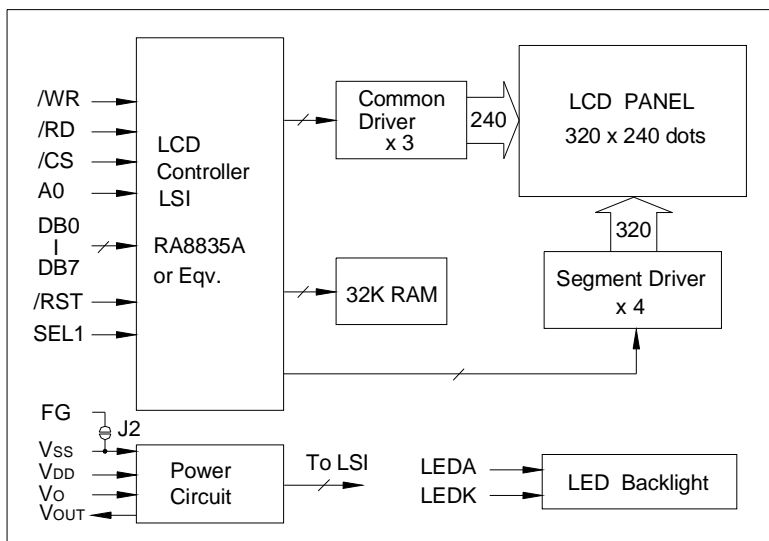 /WR
/RD
/CS
A0
DB0
DB7
/RST
SEL1
LCD
Controller
LSI
RA8835A
or Eqv.
Common
Driver
x 3
240
LCD PANEL
320 x 240 dots
320
32K RAM
Segment Driver
x 4
FG
J2
VSS
VDD
VO
VOUT
Power
Circuit
To LSI
LEDA
LEDK
LED Backlight